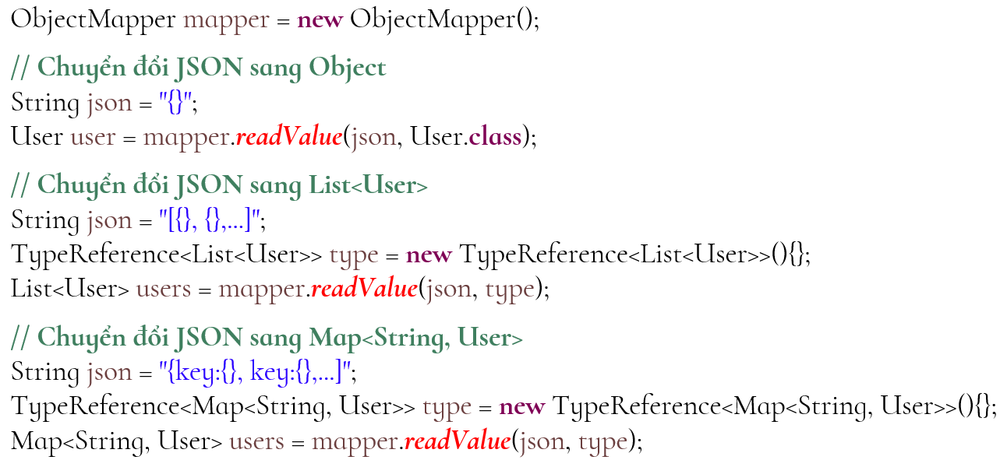 ObjectMapper mapper = new ObjectMapper();
// Chuyển đổi JSON sang Object
String json = "{}";
User user = mapper.readValue(json, User.class);
// Chuyển đổi JSON sang List<User>
String json = "[{}, {},...]";
TypeReference<List<User>> type = new TypeReference<List<User>>(){};
List<User> users = mapper.readValue(json, type);
// Chuyển đổi JSON sang Map<String, User>
String json = "{key:{}, key:{},...]";
TypeReference<Map<String, User>> type = new TypeReference<Map<String, User>>(){};
Map<String, User> users = mapper.readValue(json, type);